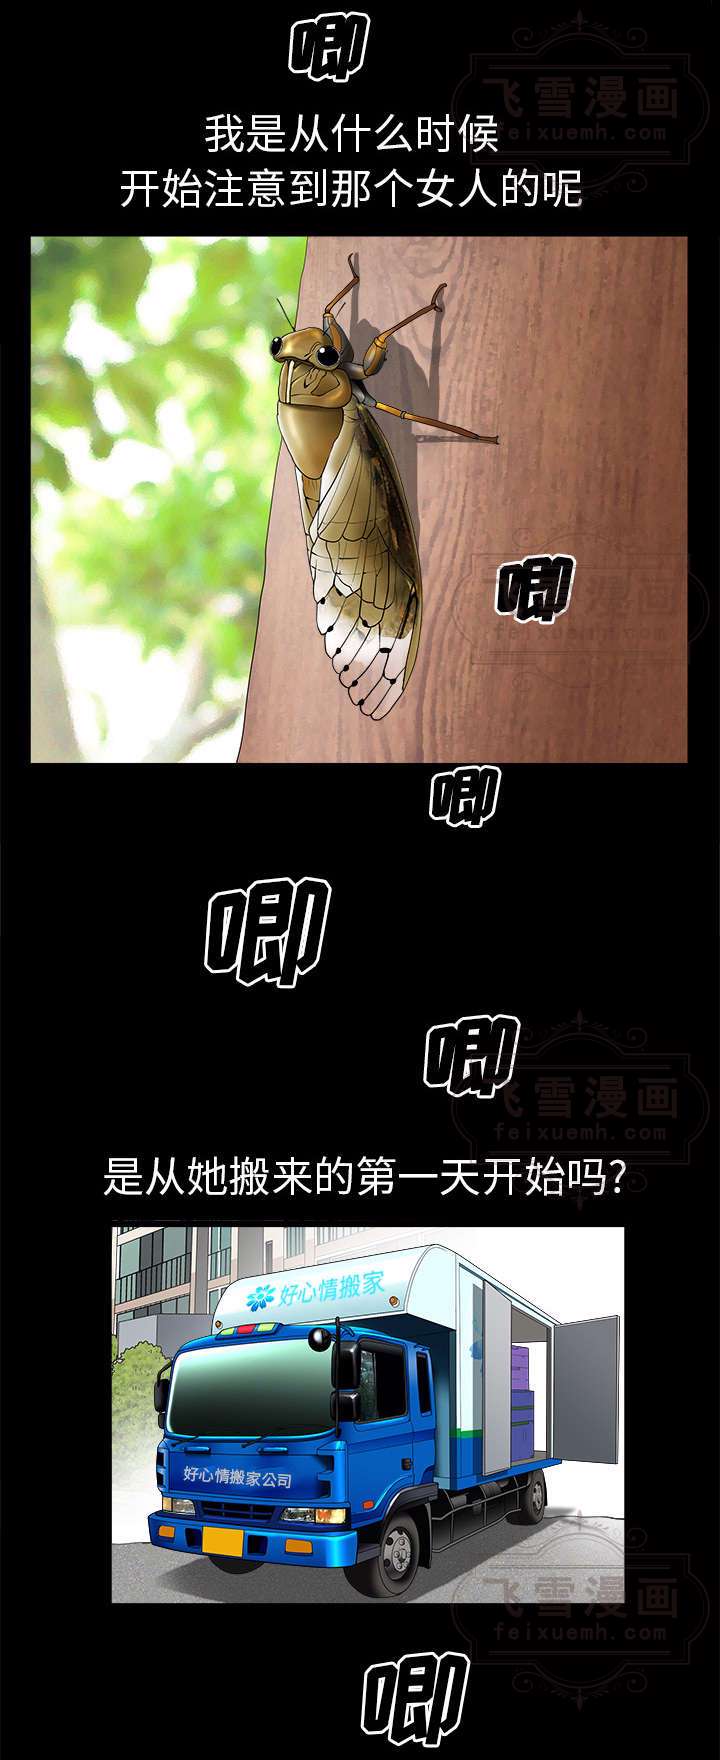 唧
飞雪漫画
feixuemh.com
我是从什么时候
开始注意到那个女人的呢
唧
飞雪漫画
feixuemh.com
唧
唧
唧
飞雪漫画
feixuemh.com
是从她搬来的第一天开始吗?
好心情搬家
好心情搬家公司
飞雪漫画
feixuemh.com
唧